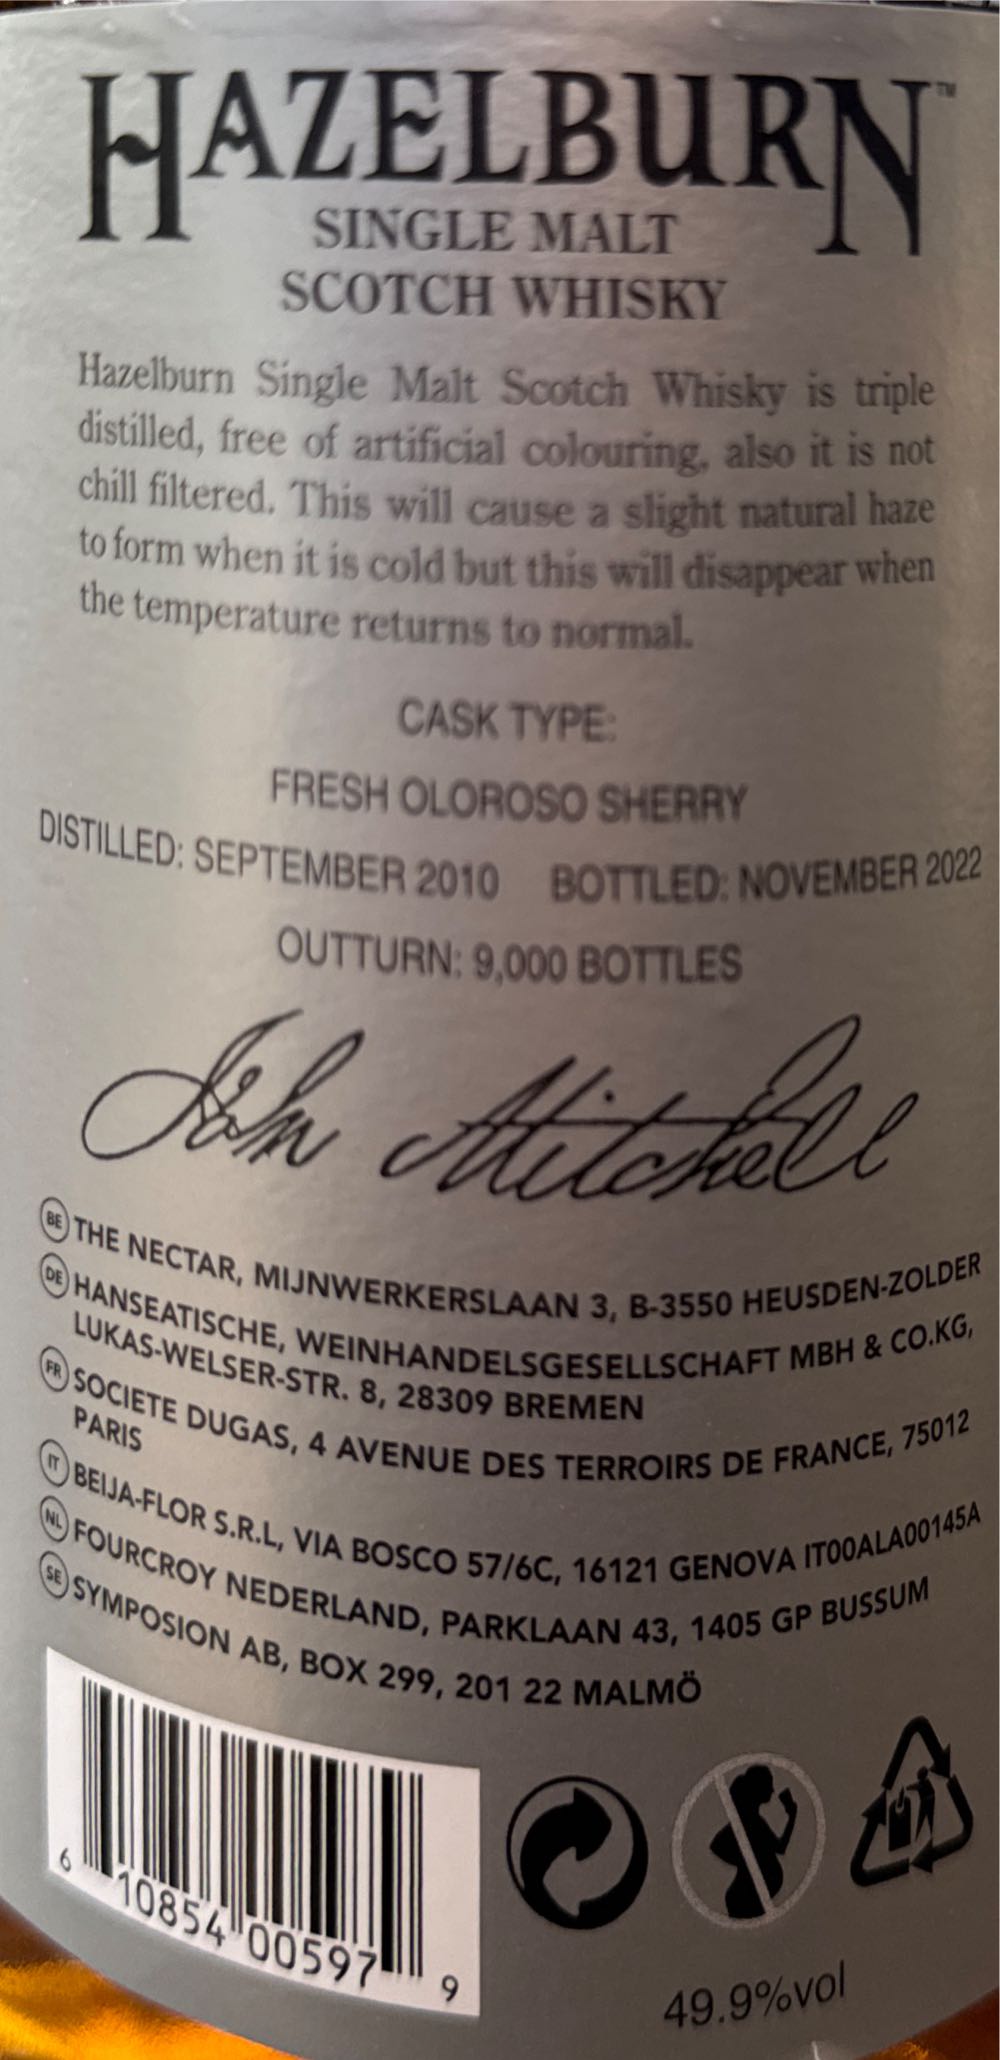 HAZELBURN™
SINGLE MALT
SCOTCH WHISKY
Hazelburn Single Malt Scotch Whisky is triple
distilled, free of artificial colouring, also it is not
chill filtered. This will cause a slight natural haze
to form when it is cold but this will disappear when
the temperature returns to normal.
CASK TYPE:
FRESH OLOROSO SHERRY
DISTILLED: SEPTEMBER 2010 BOTTLED: NOVEMBER 2022
OUTTURN: 9,000 BOTTLES
John Mitchell
BE THE NECTAR, MIJNWERKERSLAAN 3, B-3550 HEUSDEN-ZOLDER
DE HANSEATISCHE, WEINHANDELSGESELLSCHAFT MBH & CO.KG,
LUKAS-WELSER-STR. 8, 28309 BREMEN
FR SOCIETE DUGAS, 4 AVENUE DES TERROIRS DE FRANCE, 75012
PARIS
IT BEIJA-FLOR S.R.L, VIA BOSCO 57/6C, 16121 GENOVA IT00ALA00145A
NL FOURCROY NEDERLAND, PARKLAAN 43, 1405 GP BUSSUM
SE SYMPOSION AB, BOX 299, 201 22 MALMÖ
6 10854 00597 9
49.9%vol